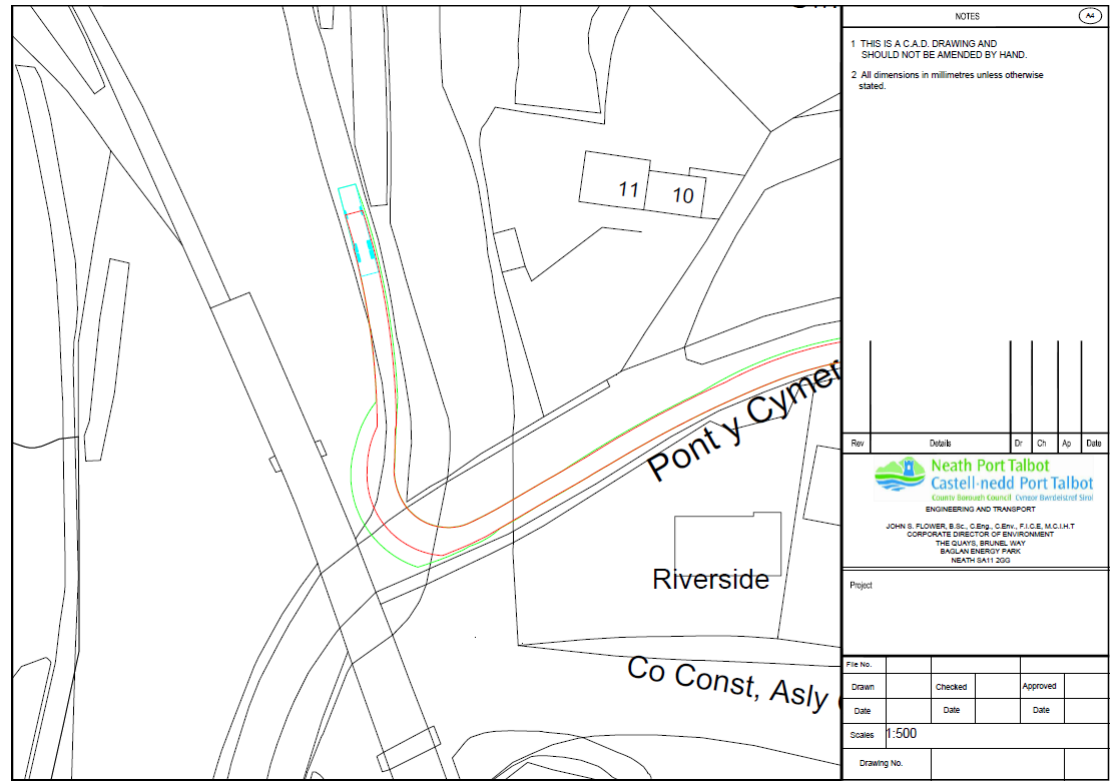 11
10
Pont y Cymer
Riverside
Co Const, Asly
NOTES
A4
1 THIS IS A C.A.D. DRAWING AND
SHOULD NOT BE AMENDED BY HAND.
2 All dimensions in millimetres unless otherwise
stated.
Rev Details Dr Ch Ap Date
Neath Port Talbot
Castell-nedd Port Talbot
County Borough Council Cyngor Bwrdeistref Sirol
ENGINEERING AND TRANSPORT
JOHN S. FLOWER, B.Sc., C.Eng., C.Env., F.I.C.E, M.C.I.H.T
CORPORATE DIRECTOR OF ENVIRONMENT
THE QUAYS, BRUNEL WAY
BAGLAN ENERGY PARK
NEATH SA11 2GG
Project
File No.
Drawn Checked Approved
Date Date Date
Scales 1:500
Drawing No.